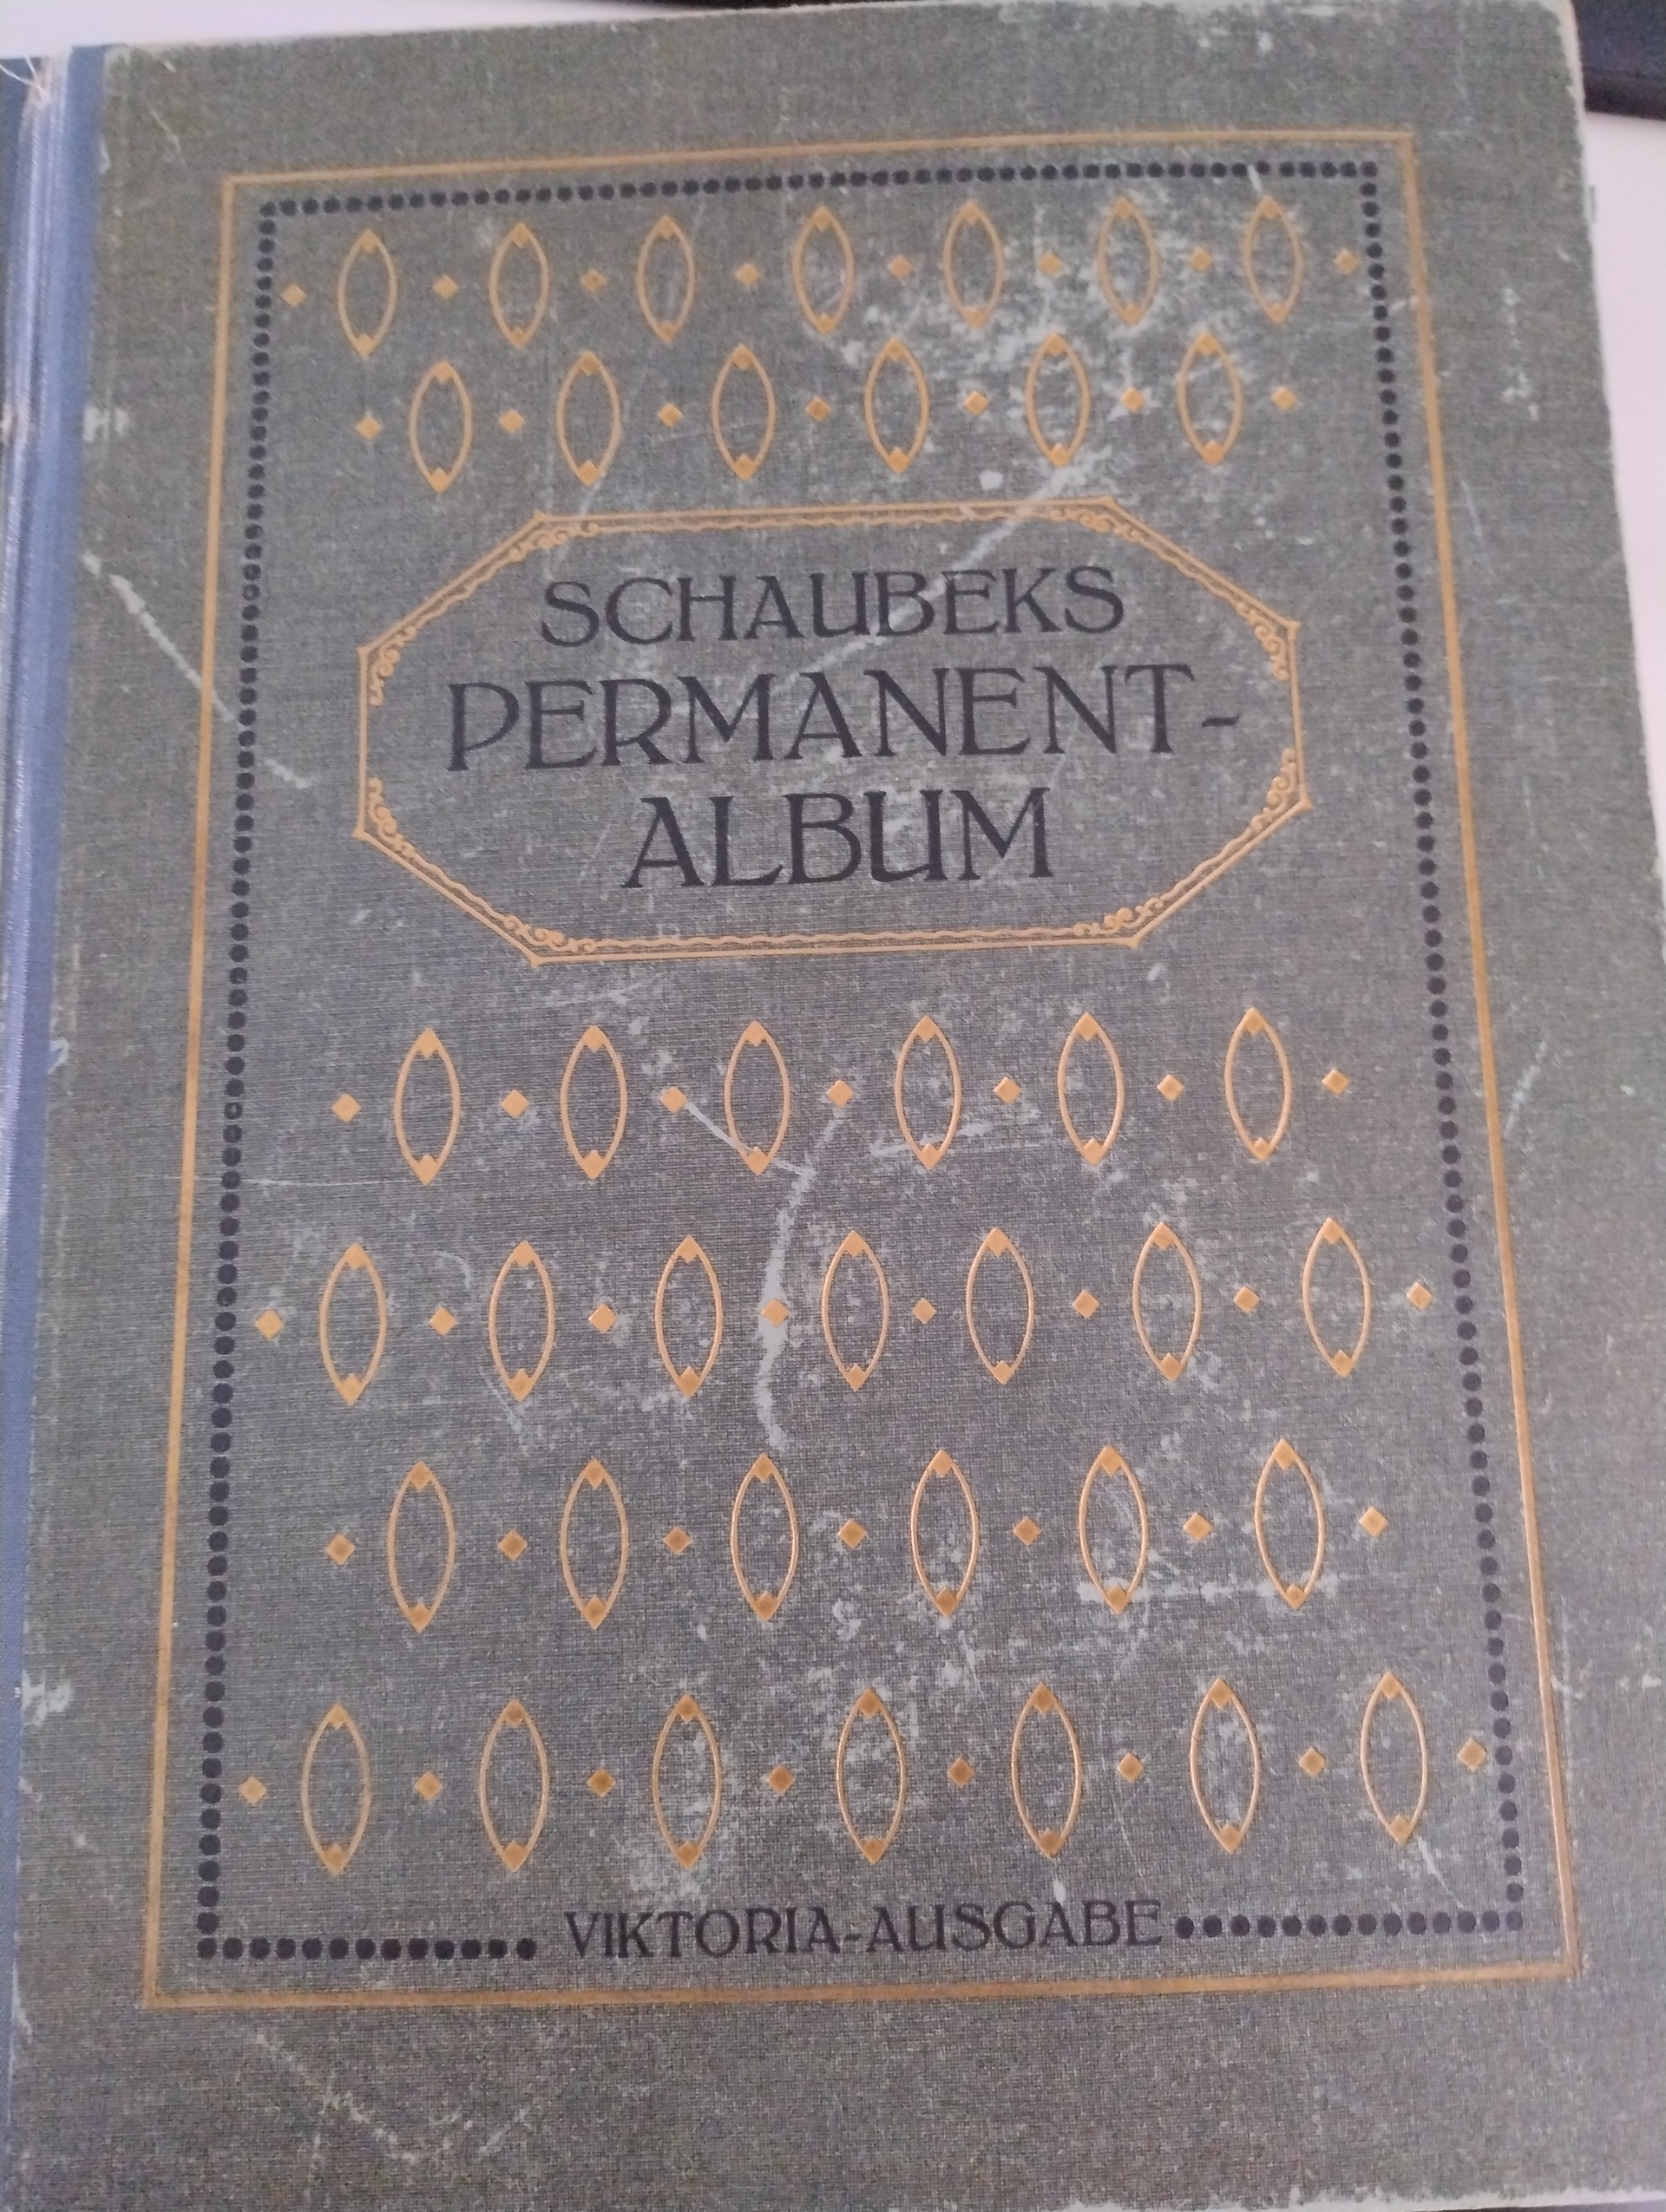 SCHAUBEKS
PERMANENT-
ALBUM
VIKTORIA-AUSGABE